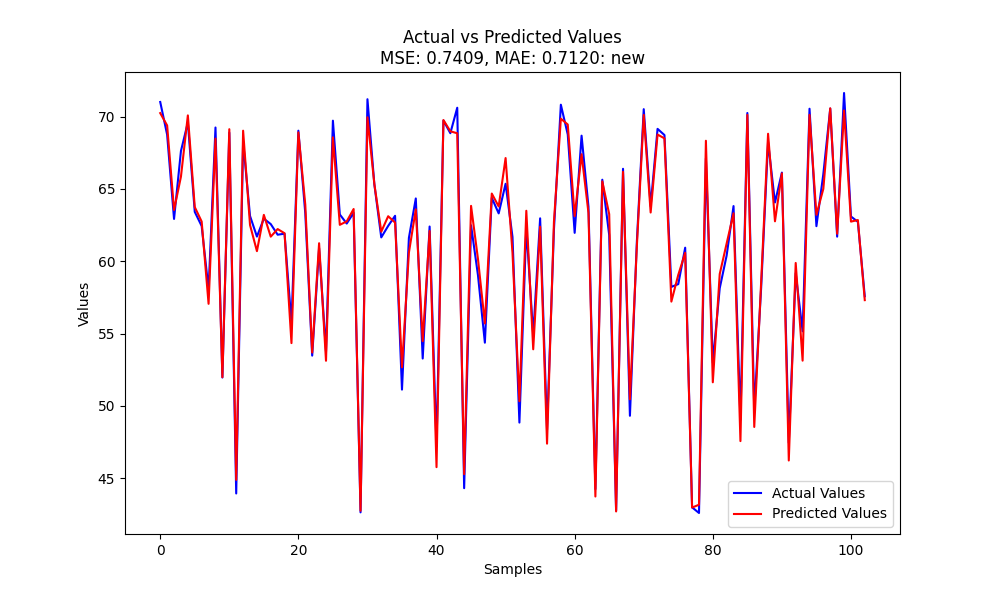 Actual vs Predicted Values
MSE: 0.7409, MAE: 0.7120: new
Values
70
65
60
55
50
45
0 20 40 60 80 100
Samples
Actual Values
Predicted Values